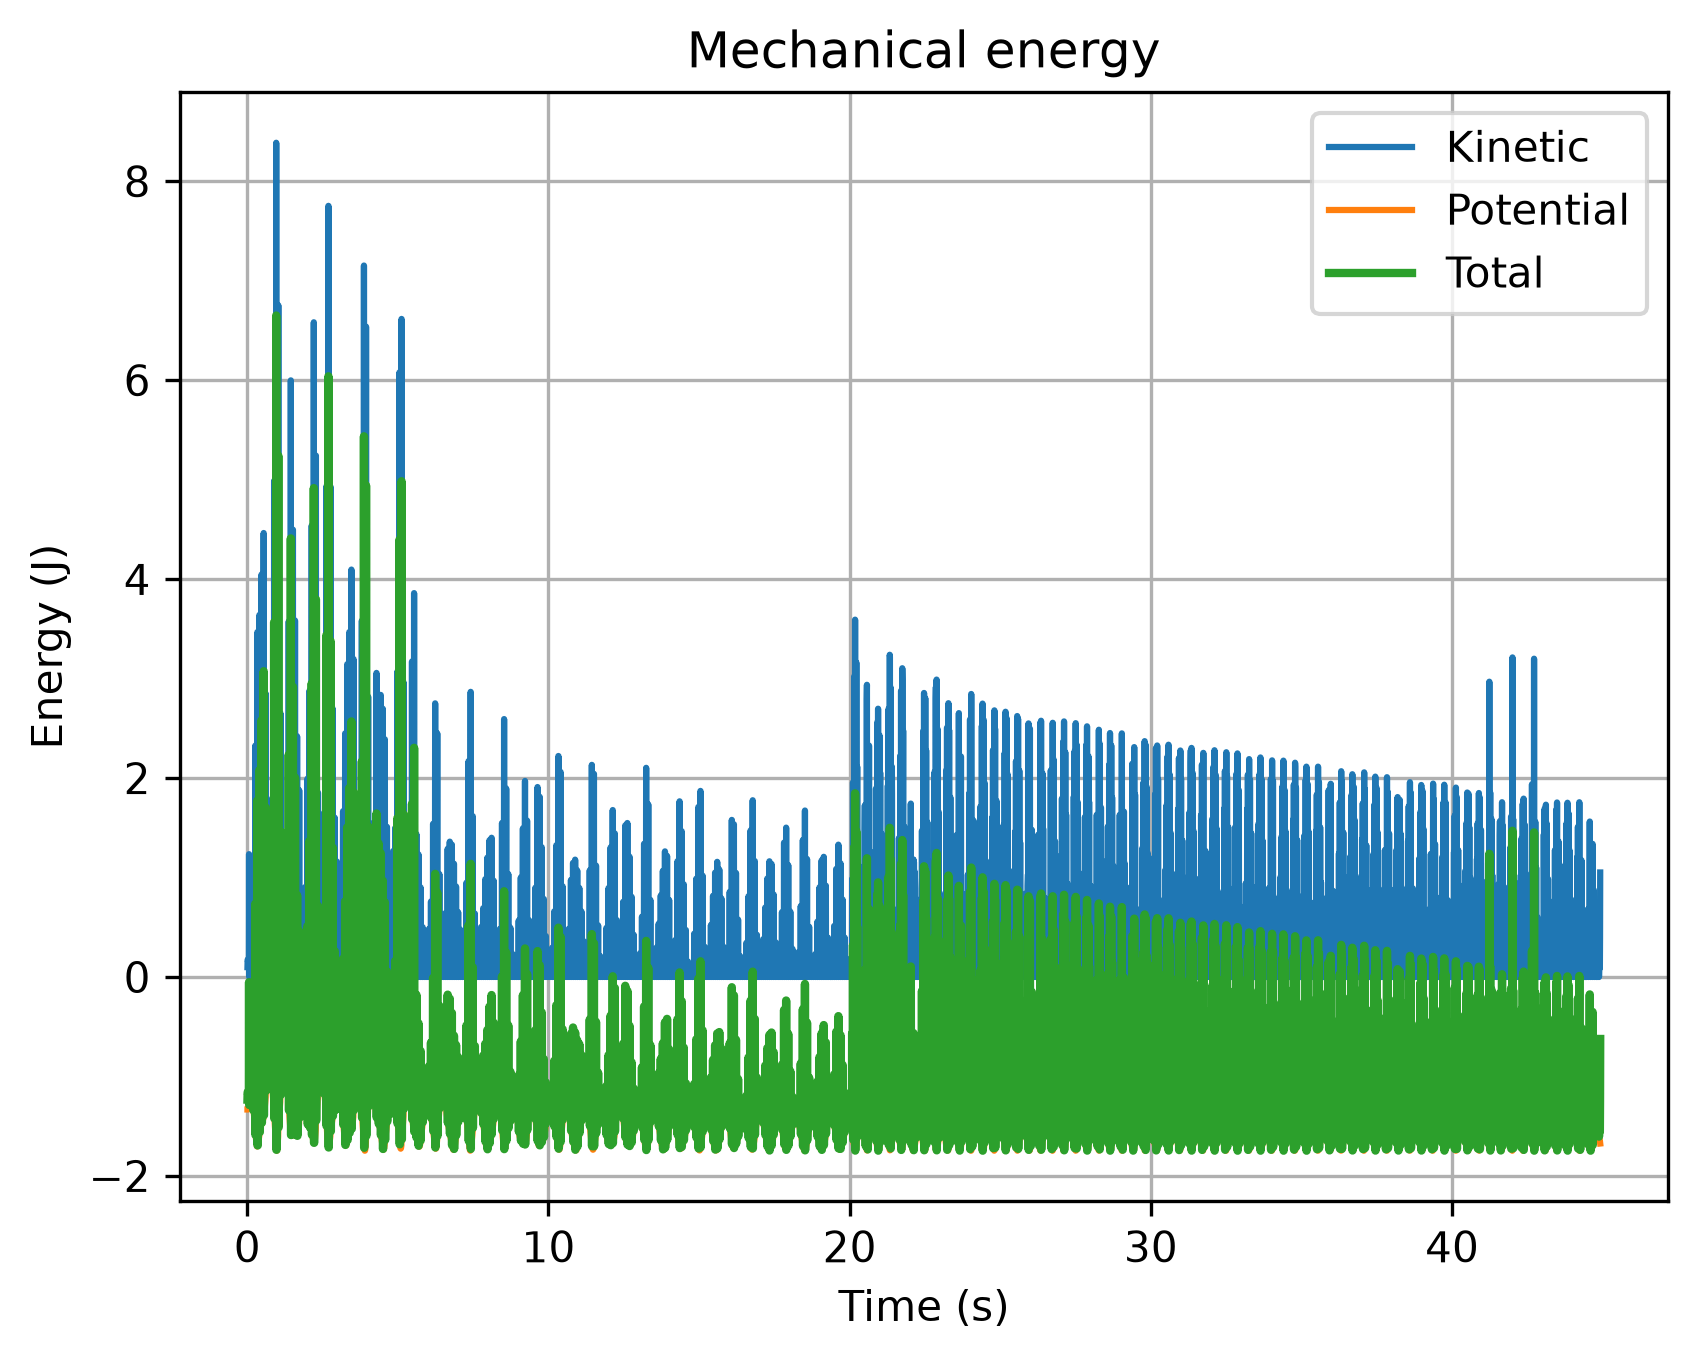 Mechanical energy
Kinetic
Potential
Total
Energy (J)
8
6
4
2
0
−2
0 10 20 30 40
Time (s)